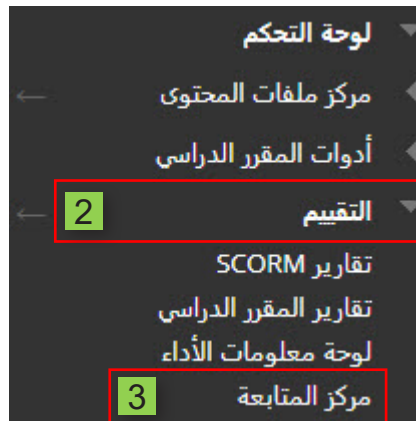 لوحة التحكم
مركز ملفات المحتوى
أدوات المقرر الدراسي
التقييم 2
تقارير SCORM
تقارير المقرر الدراسي
لوحة معلومات الأداء
مركز المتابعة 3